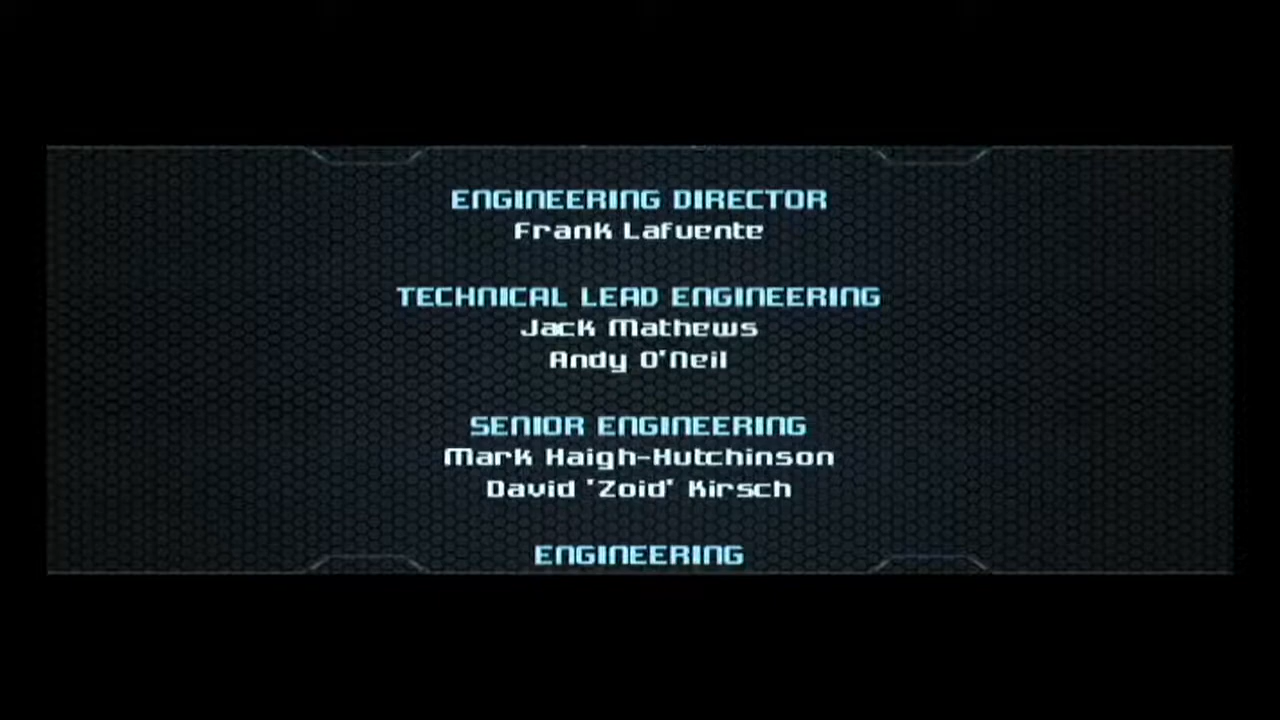 ENGINEERING DIRECTOR
Frank Lafuente
TECHNICAL LEAD ENGINEERING
Jack Mathews
Andy O'Neil
SENIOR ENGINEERING
Mark Haigh-Hutchinson
David 'Zoid' Kirsch
ENGINEERING